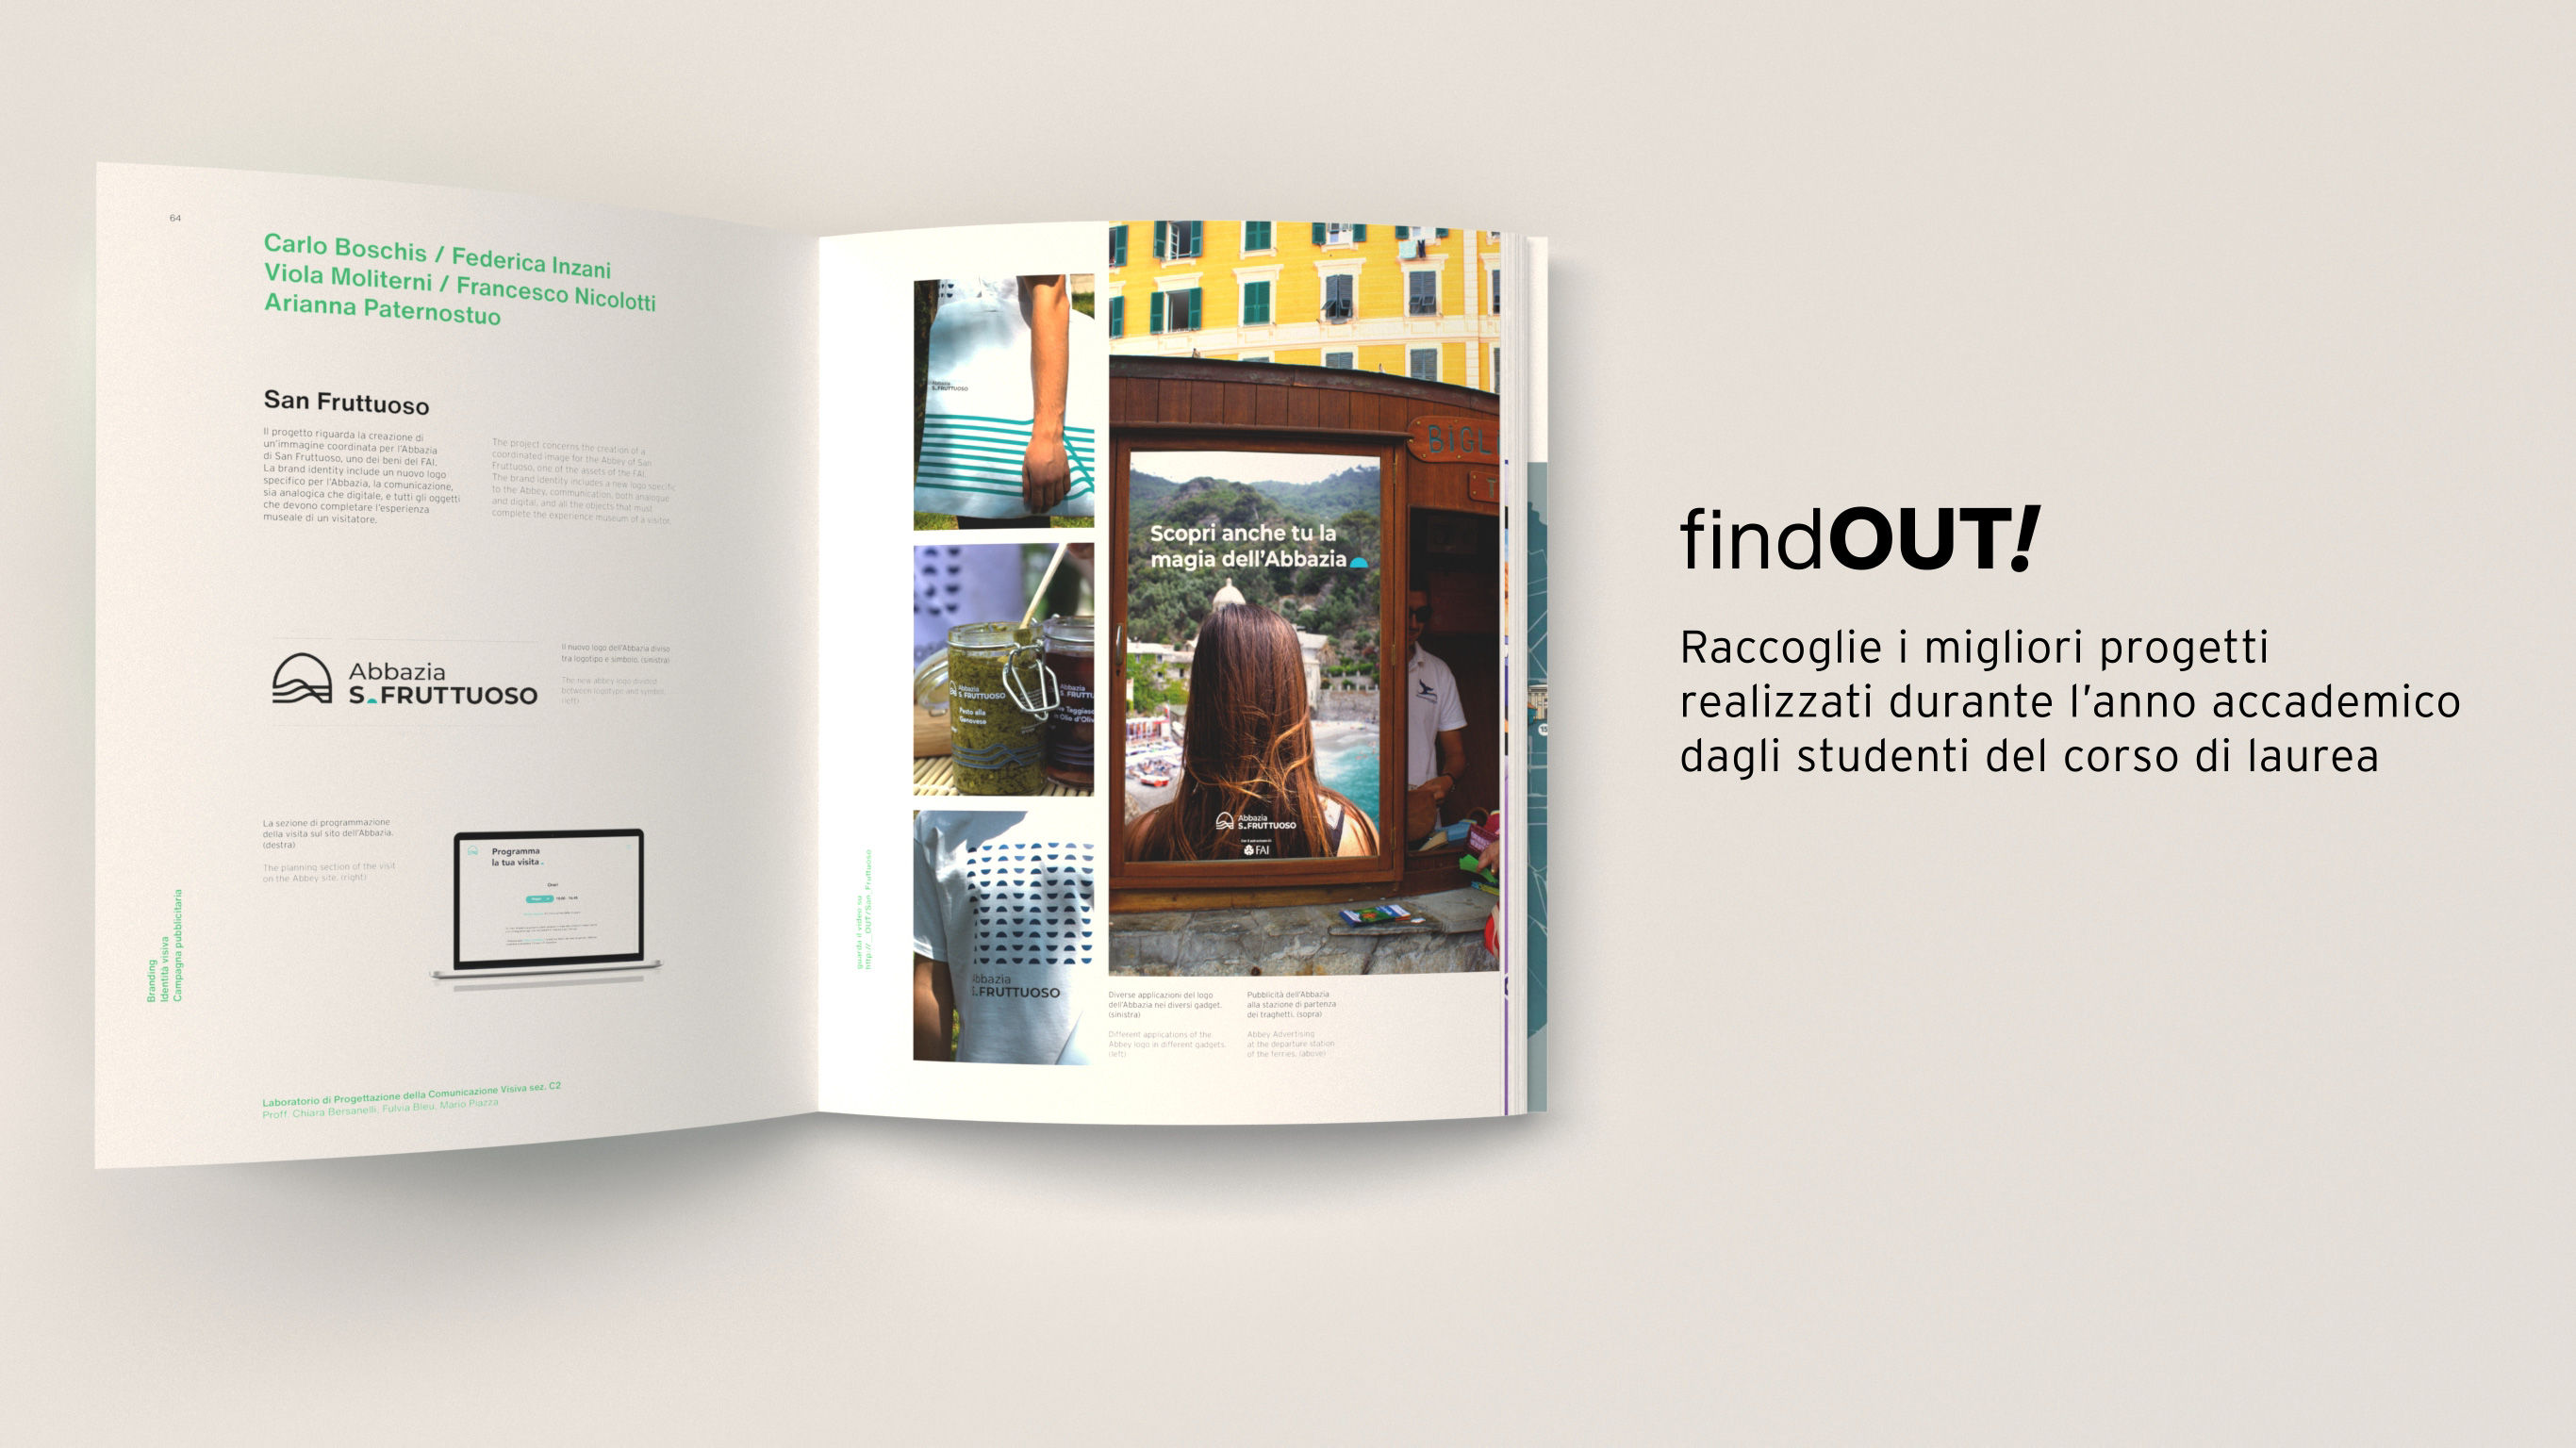 64
Carlo Boschis / Federica Inzani
Viola Moliterni / Francesco Nicolotti
Arianna Paternostuo
San Fruttuoso
Il progetto riguarda la creazione di
un'immagine coordinata per l'Abbazia
di San Fruttuoso, uno dei beni del FAI.
La brand identity include un nuovo logo
specifico per l'Abbazia, la comunicazione,
sia analogica che digitale, e tutti gli oggetti
che devono completare l'esperienza
museale di un visitatore.
The project concerns the creation of a
coordinated image for the Abbey of San
Fruttuoso, one of the assets of the FAI.
The brand identity includes a new logo specific
to the Abbey, communication, both analogue
and digital, and all the objects that must
complete the experience museum of a visitor.
Abbazia
S.FRUTTUOSO
Il nuovo logo dell'Abbazia diviso
tra logotipo e simbolo. (sinistra)
The new abbey logo divided
between logotype and symbol.
(left)
La sezione di programmazione
della visita sul sito dell'Abbazia.
(destra)
The planning section of the visit
on the Abbey site. (right)
Programma
la tua visita
Orari
Branding
Identità visiva
Campagna pubblicitaria
Laboratorio di Progettazione della Comunicazione Visiva sez. C2
Proff. Chiara Bersanelli, Fulvia Bleu, Mario Piazza
guarda il video su
http://__OUT/San_Fruttuoso
Abbazia
S.FRUTTUOSO
Abbazia
S.FRUTTUOSO
Pesto alla
Genovese
Abbazia
S.FRUTT
Abbazia
S.FRUTTUOSO
BIGL
T
Scopri anche tu la
magia dell'Abbazia
Abbazia
S.FRUTTUOSO
FAI
Diverse applicazioni del logo
dell'Abbazia nei diversi gadget.
(sinistra)
Different applications of the
Abbey logo in different gadgets.
(left)
Pubblicità dell'Abbazia
alla stazione di partenza
dei traghetti. (sopra)
Abbey Advertising
at the departure station
of the ferries. (above)
findOUT!
Raccoglie i migliori progetti
realizzati durante l'anno accademico
dagli studenti del corso di laurea